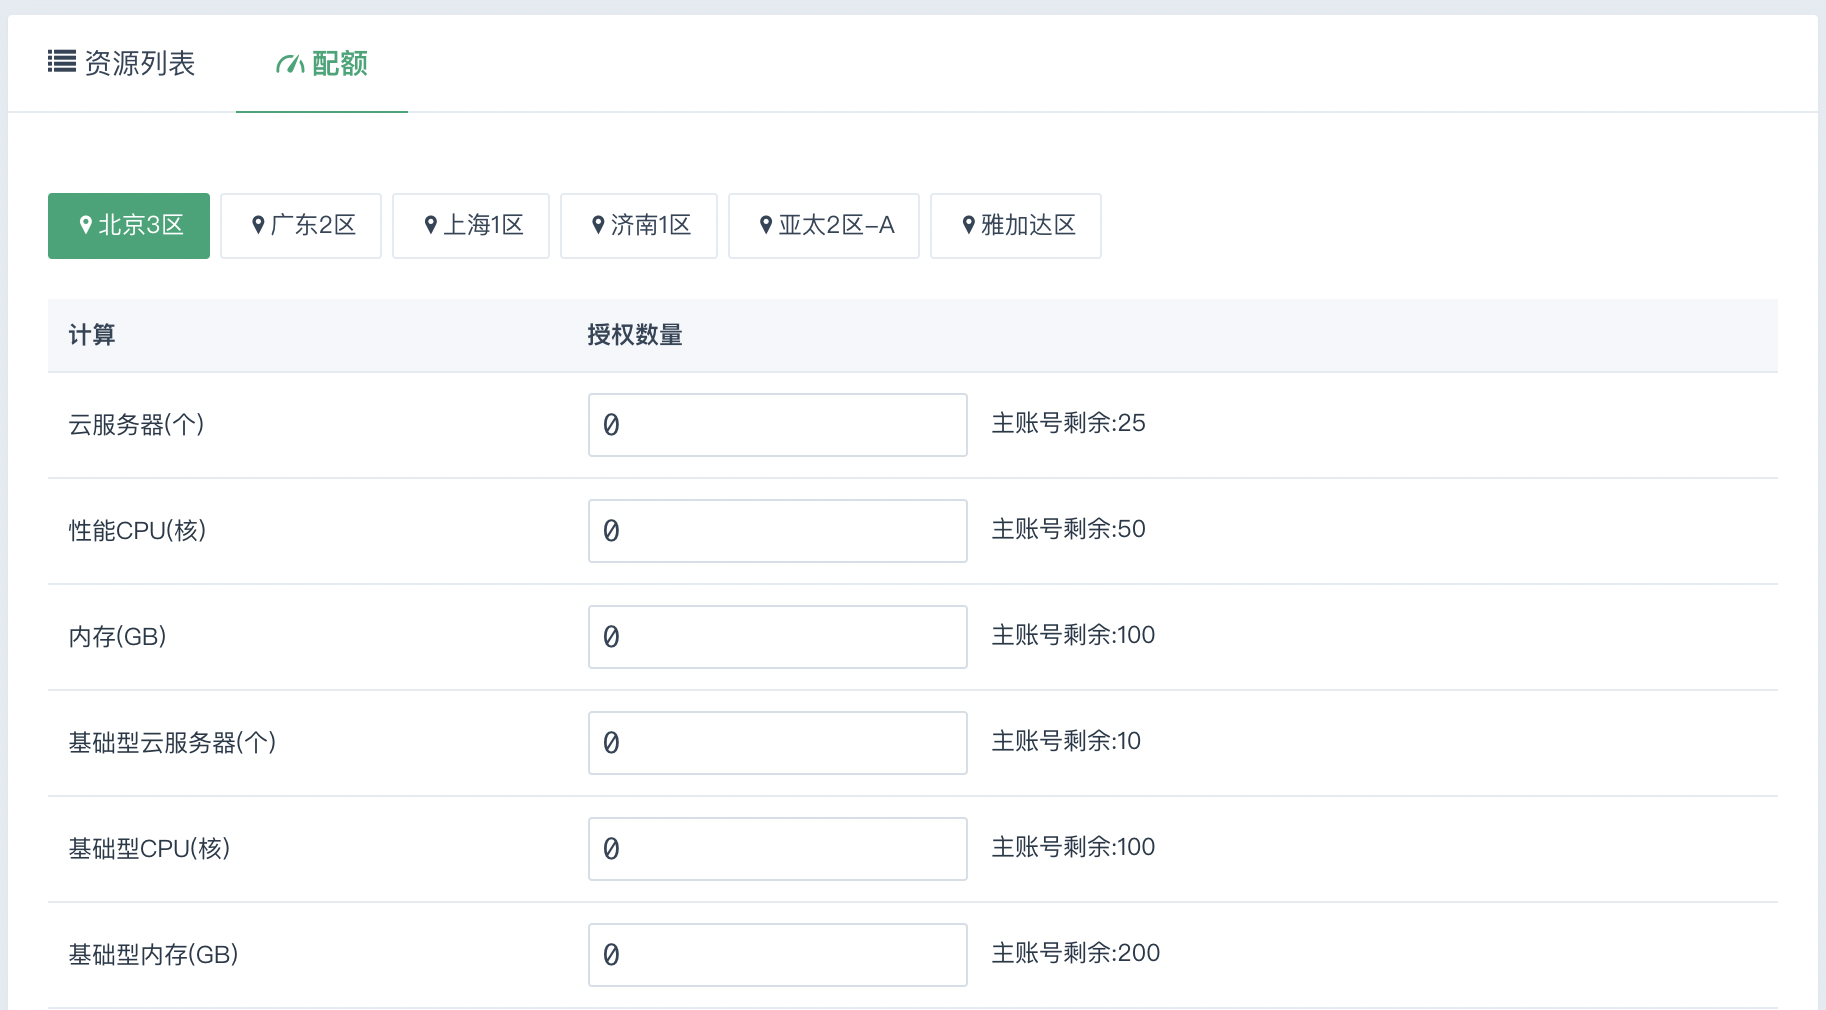 资源列表 配额
北京3区 广东2区 上海1区 济南1区 亚太2区-A 雅加达区
计算 授权数量
云服务器(个) 0 主账号剩余:25
性能CPU(核) 0 主账号剩余:50
内存(GB) 0 主账号剩余:100
基础型云服务器(个) 0 主账号剩余:10
基础型CPU(核) 0 主账号剩余:100
基础型内存(GB) 0 主账号剩余:200